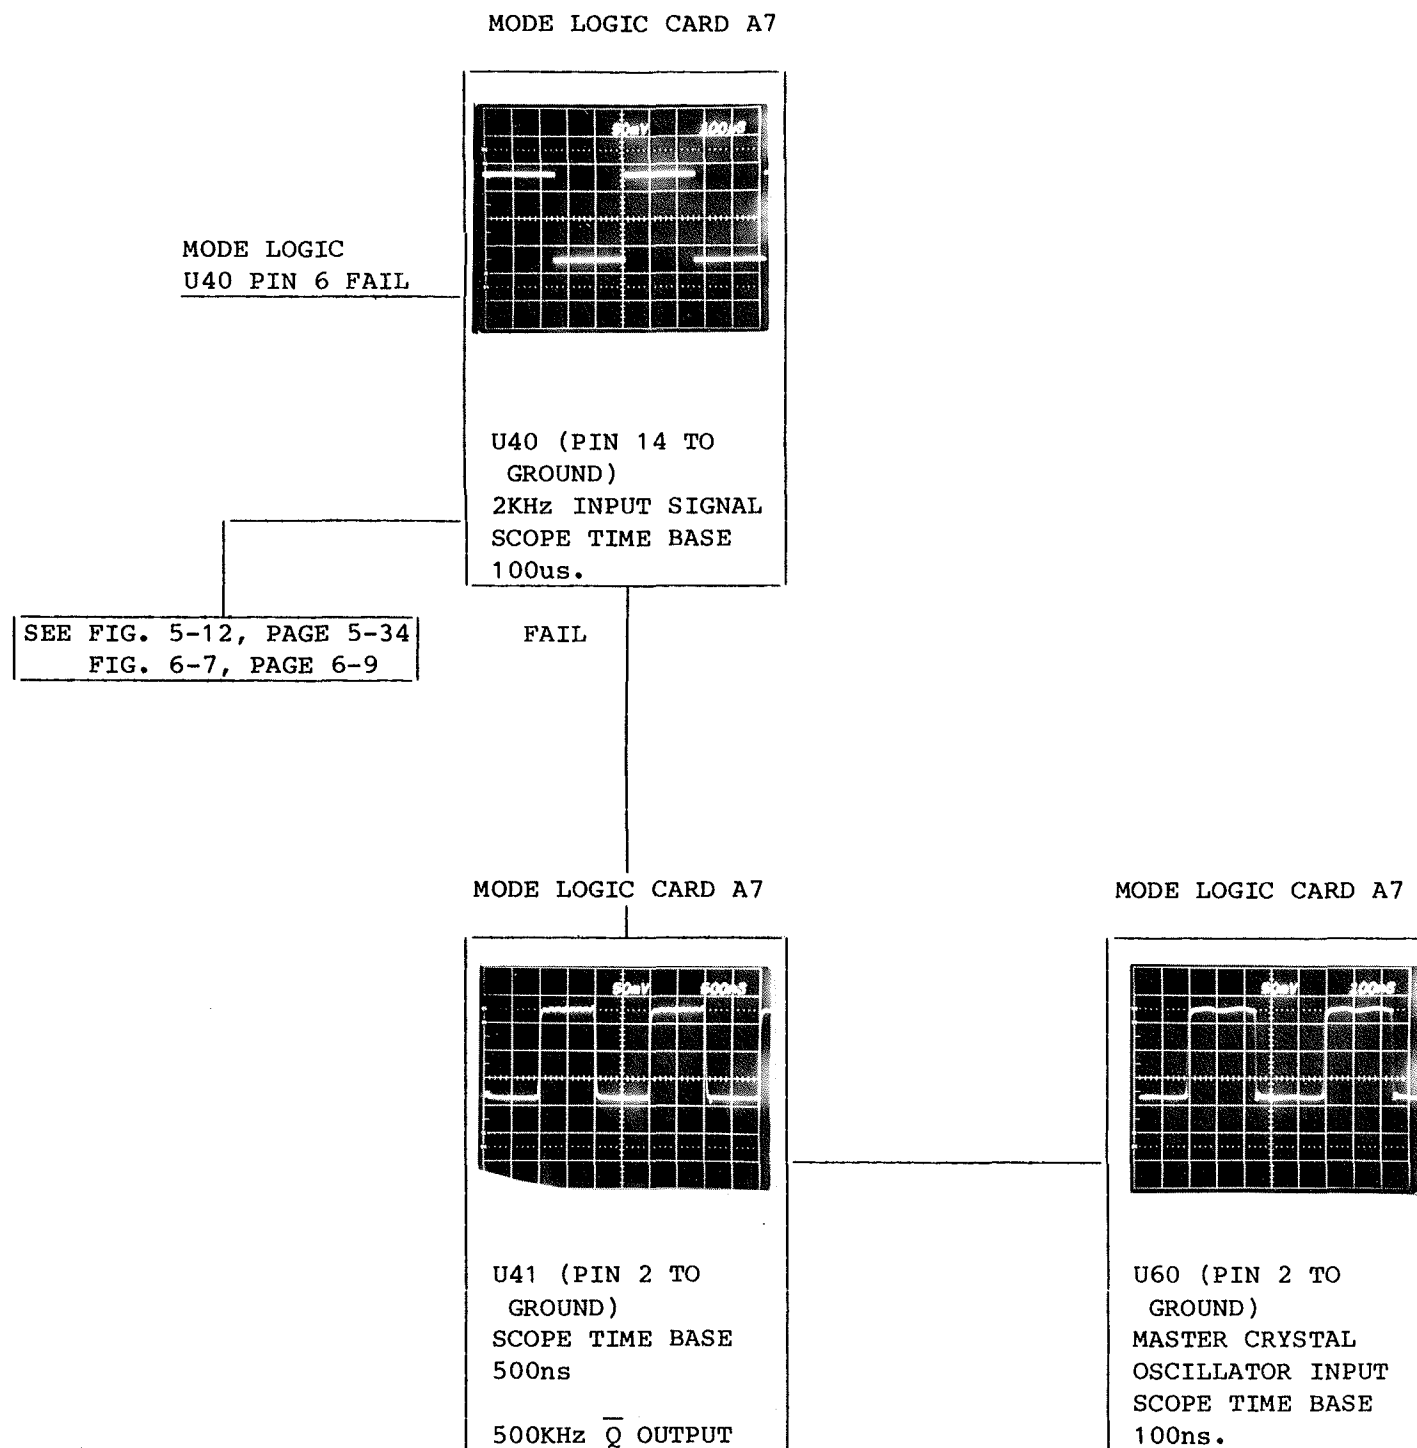 MODE LOGIC CARD A7
50mV 100µS
MODE LOGIC
U40 PIN 6 FAIL
U40 (PIN 14 TO
GROUND)
2KHz INPUT SIGNAL
SCOPE TIME BASE
100us.
SEE FIG. 5-12, PAGE 5-34
FIG. 6-7, PAGE 6-9
FAIL
MODE LOGIC CARD A7
50mV 500nS
U41 (PIN 2 TO
GROUND)
SCOPE TIME BASE
500ns
500KHz Q̅ OUTPUT
MODE LOGIC CARD A7
50mV 100nS
U60 (PIN 2 TO
GROUND)
MASTER CRYSTAL
OSCILLATOR INPUT
SCOPE TIME BASE
100ns.